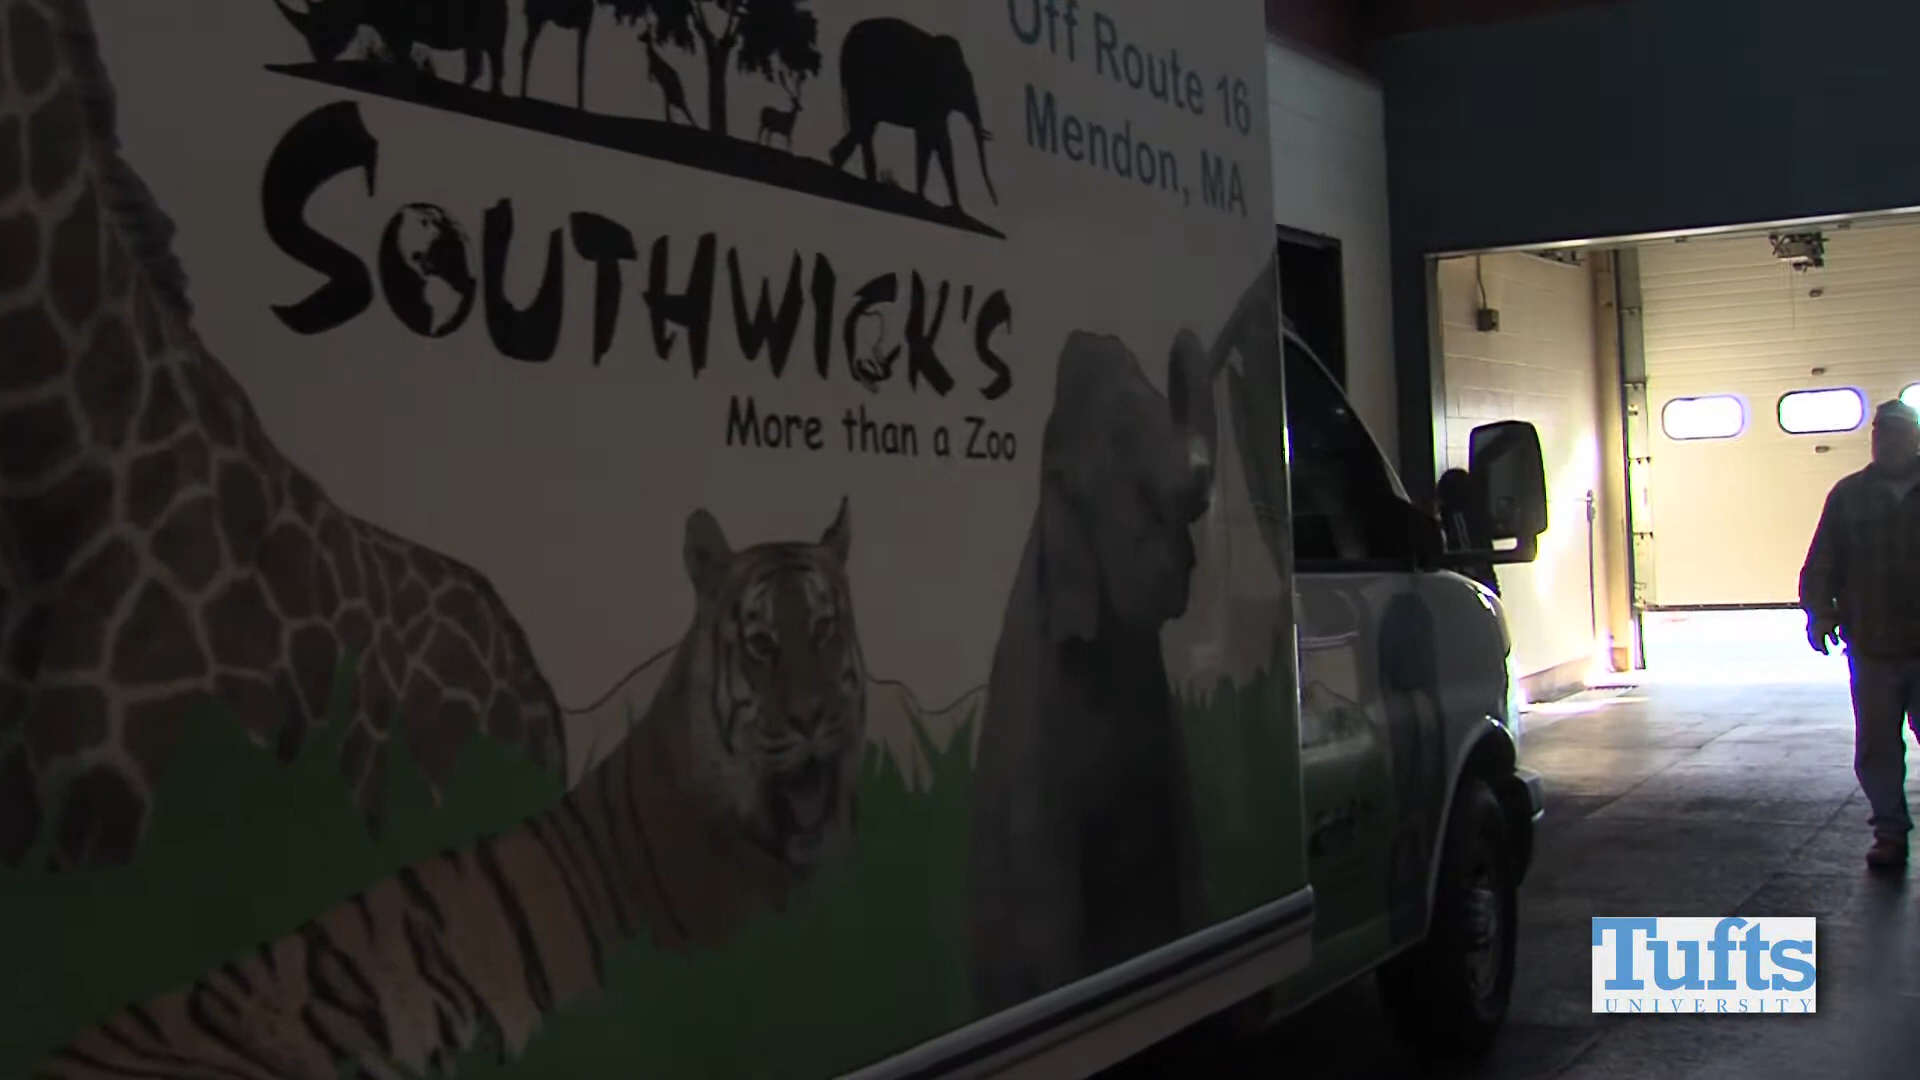 Off Route 16
Mendon, MA
SOUTHWICK'S
More than a Zoo
Tufts
UNIVERSITY